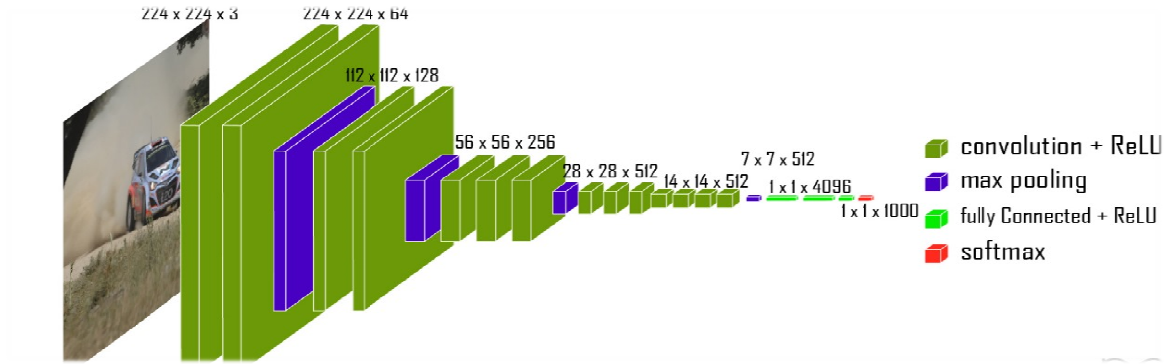 224 x 224 x 3
224 x 224 x 64
112 x 112 x 128
56 x 56 x 256
28 x 28 x 512
14 x 14 x 512
7 x 7 x 512
1 x 1 x 4096
1 x 1 x 1000
convolution + ReLU
max pooling
fully Connected + ReLU
softmax